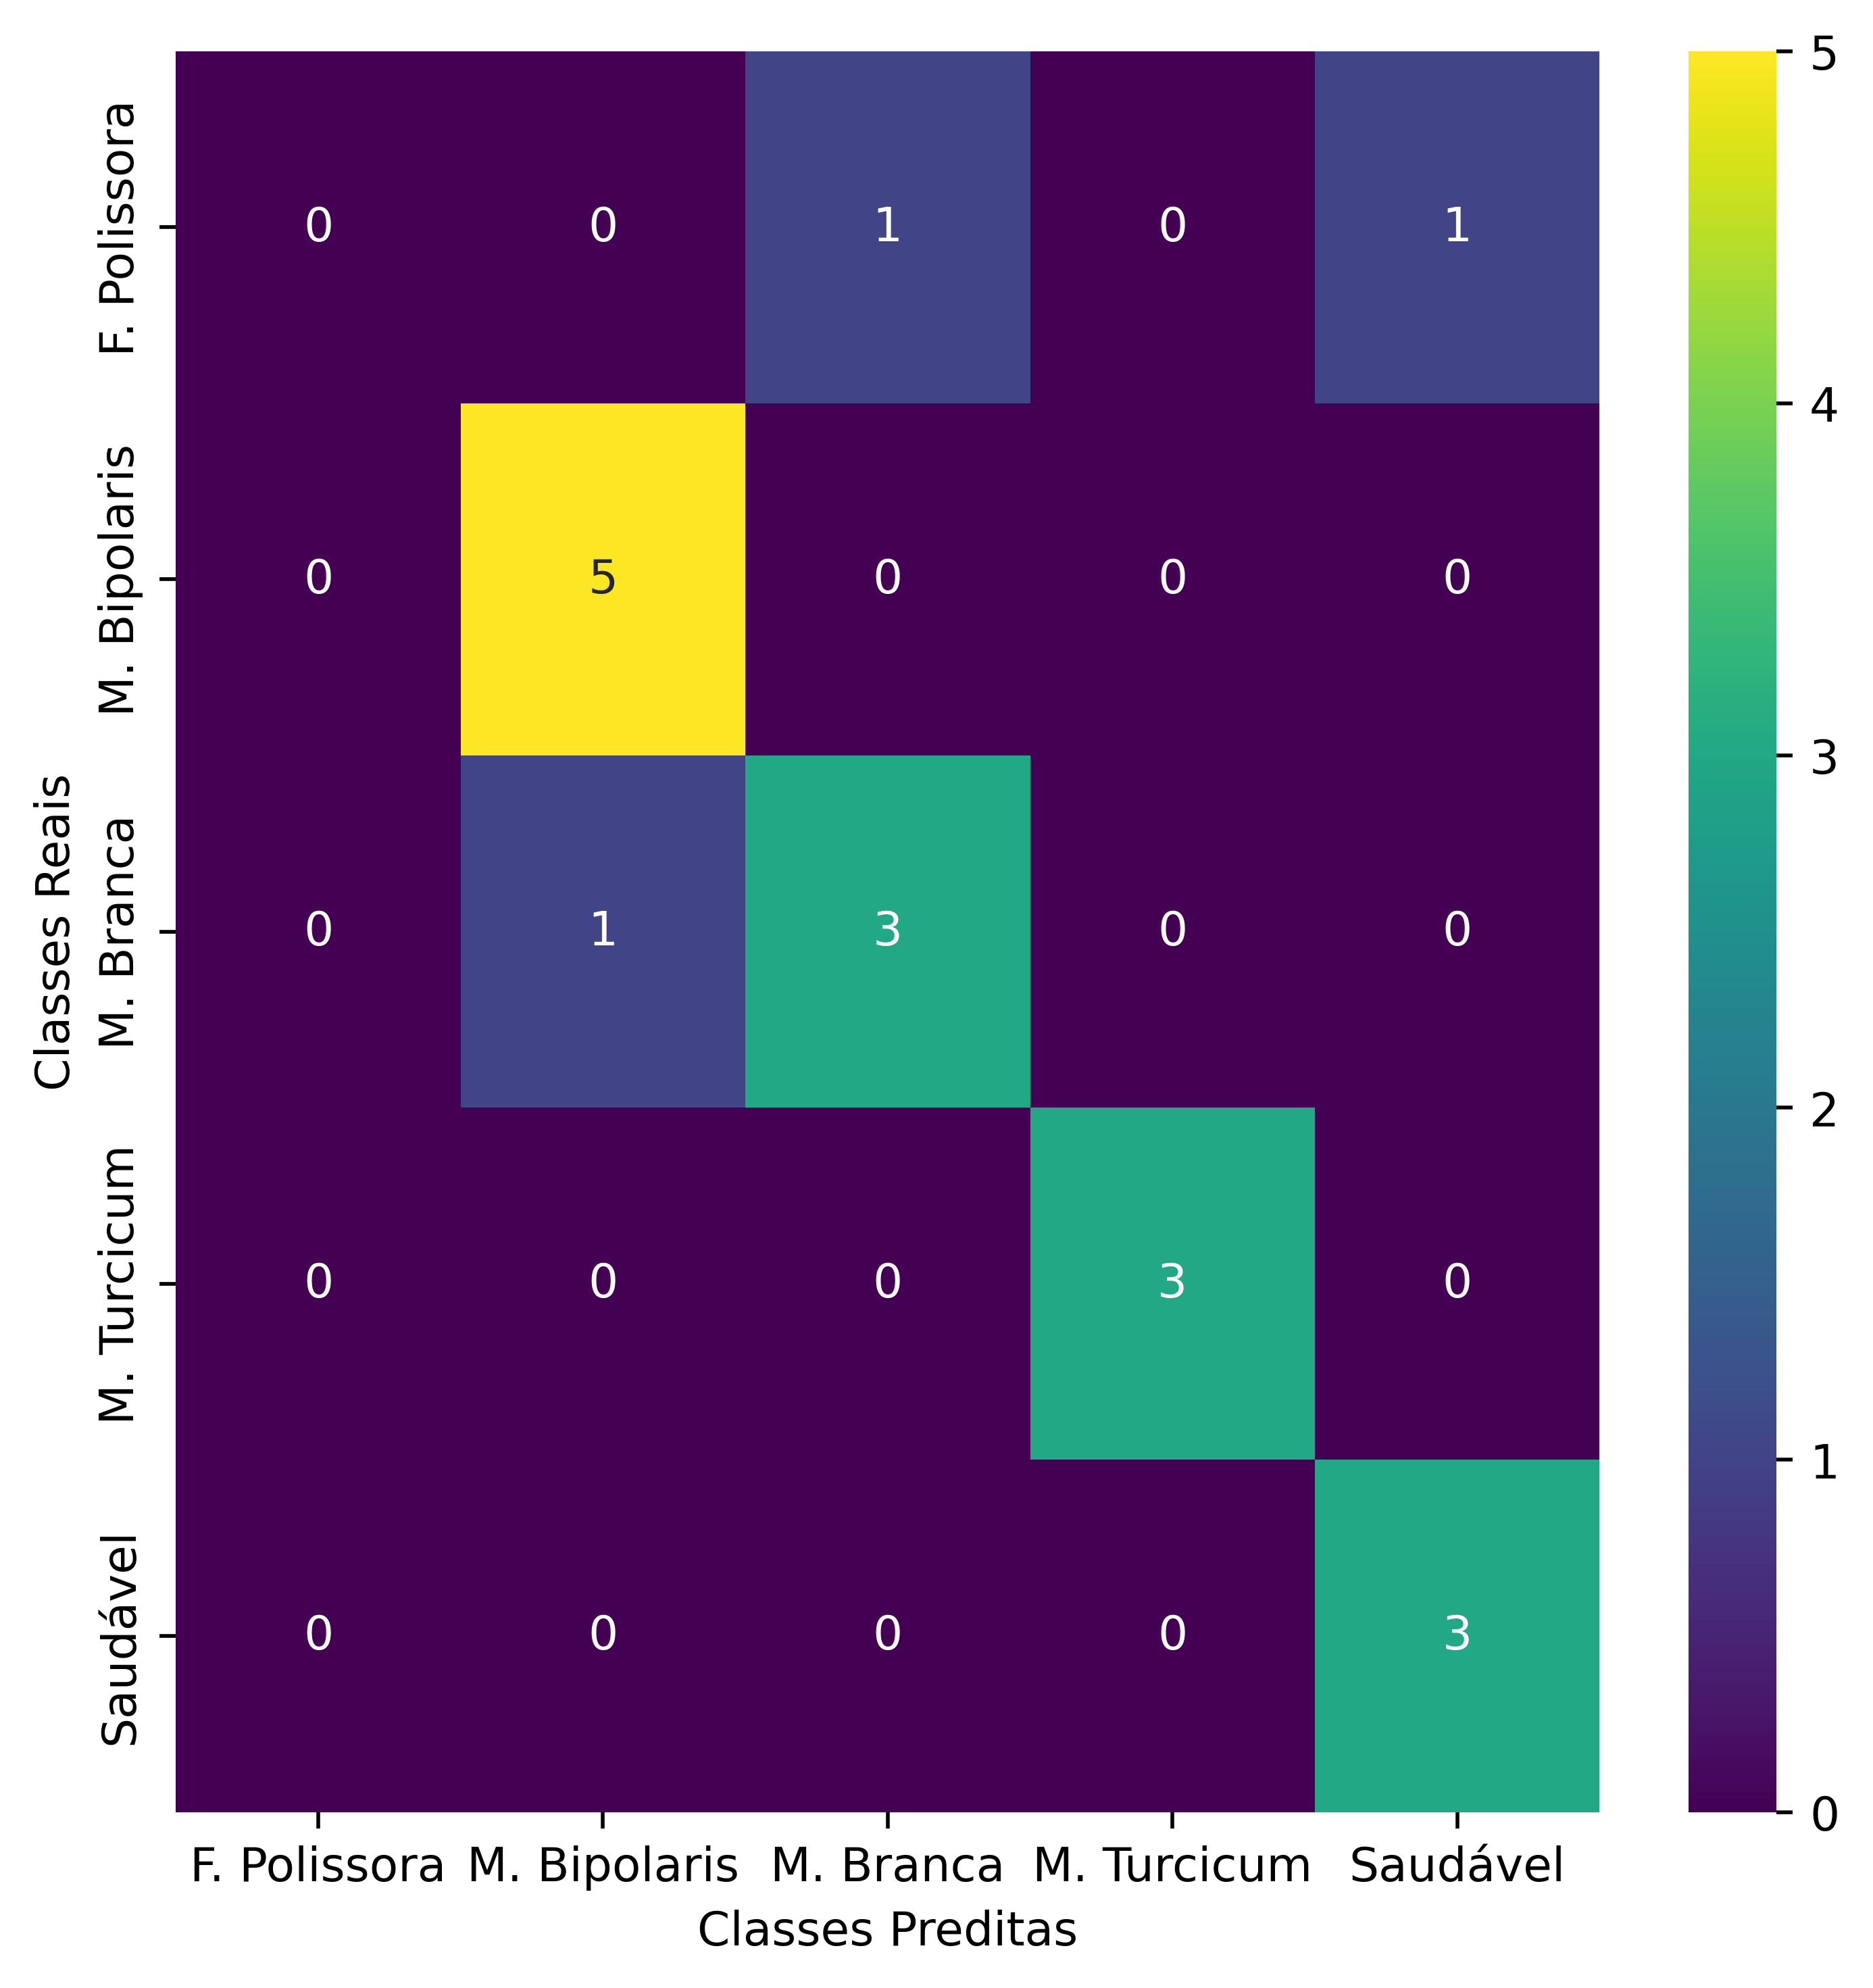 Classes Reais
F. Polissora
0 0 1 0 1
M. Bipolaris
0 5 0 0 0
M. Branca
0 1 3 0 0
M. Turcicum
0 0 0 3 0
Saudável
0 0 0 0 3
F. Polissora M. Bipolaris M. Branca M. Turcicum Saudável
Classes Preditas
5
4
3
2
1
0